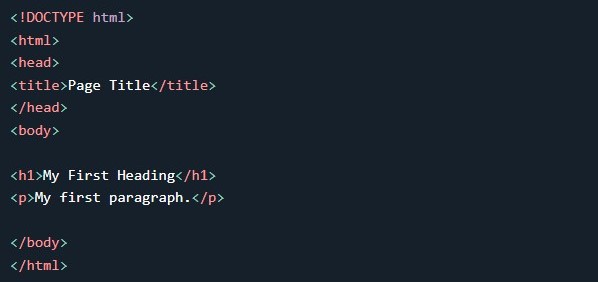 <!DOCTYPE html>
<html>
<head>
<title>Page Title</title>
</head>
<body>
<h1>My First Heading</h1>
<p>My first paragraph.</p>
</body>
</html>